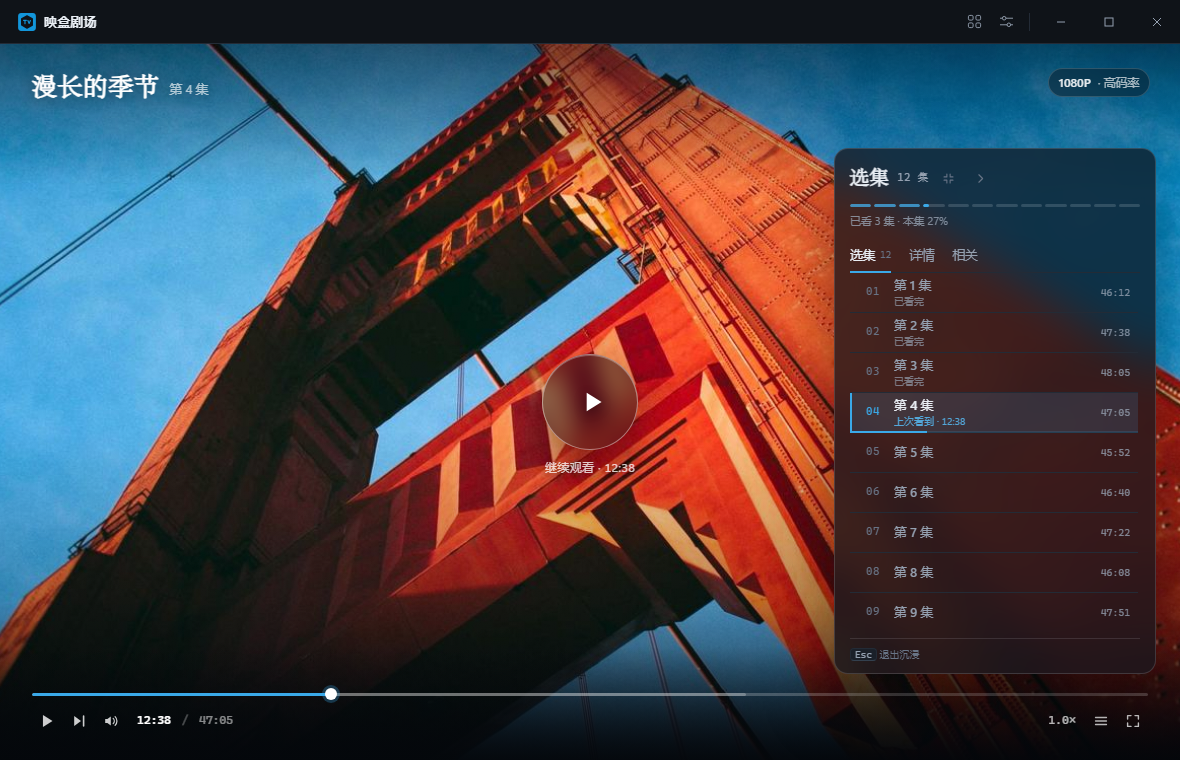 TV 映盒剧场
漫长的季节 第 4 集
1080P · 高码率
选集 12 集
已看 3 集 · 本集 27%
选集 12 详情 相关
01 第 1 集 46:12
已看完
02 第 2 集 47:38
已看完
03 第 3 集 48:05
已看完
04 第 4 集 47:05
上次看到 · 12:38
05 第 5 集 45:52
06 第 6 集 46:40
07 第 7 集 47:22
08 第 8 集 46:08
09 第 9 集 47:51
Esc 退出沉浸
继续观看 · 12:38
12:38 / 47:05
1.0×